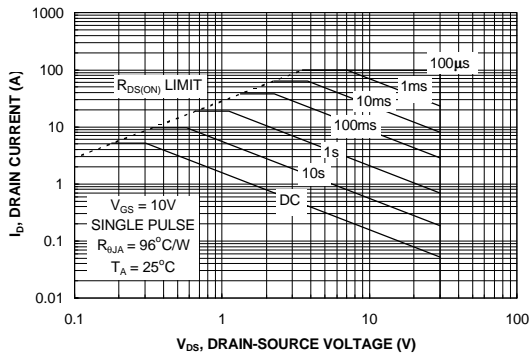 1000
100
10
1
0.1
0.01
I_D, DRAIN CURRENT (A)
R_DS(ON) LIMIT
100µs
1ms
10ms
100ms
1s
10s
DC
V_GS = 10V
SINGLE PULSE
R_θJA = 96°C/W
T_A = 25°C
0.1
1
10
100
V_DS, DRAIN-SOURCE VOLTAGE (V)